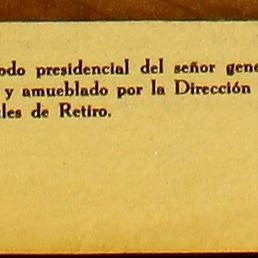 odo presidencial del señor gene
y amueblado por la Dirección
les de Retiro.